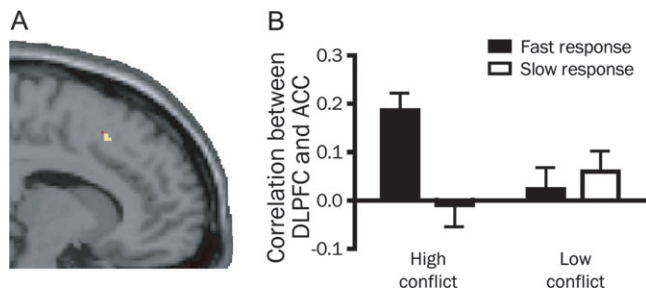 A
B
Fast response
Slow response
Correlation between
DLPFC and ACC
0.3
0.2
0.1
0.0
-0.1
High
conflict
Low
conflict